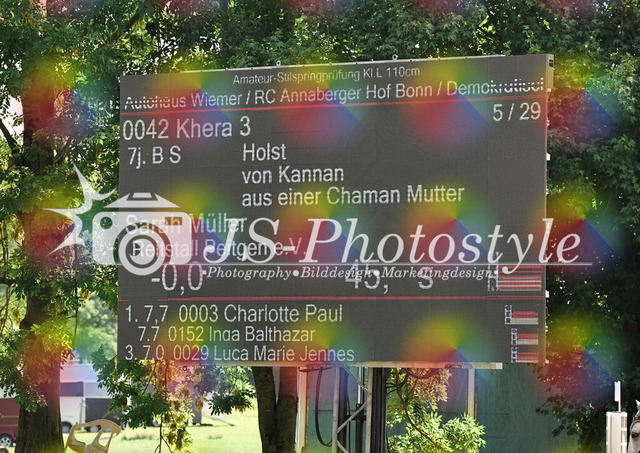 Amateur-Stilspringprüfung Kl.L 110cm
Autohaus Wiemer / RC Annaberger Hof Bonn / Demokratisch
5 / 29
0042 Khera 3
7j. B S Holst
von Kannan
aus einer Chaman Mutter
Sarah Müller
JS-Photostyle
•Photography•Bilddesign•Marketingdesign
-0,0
1. 7,7 0003 Charlotte Paul
7.7 0152 Inga Balthazar
3. 7.0 0029 Luca Marie Jennes